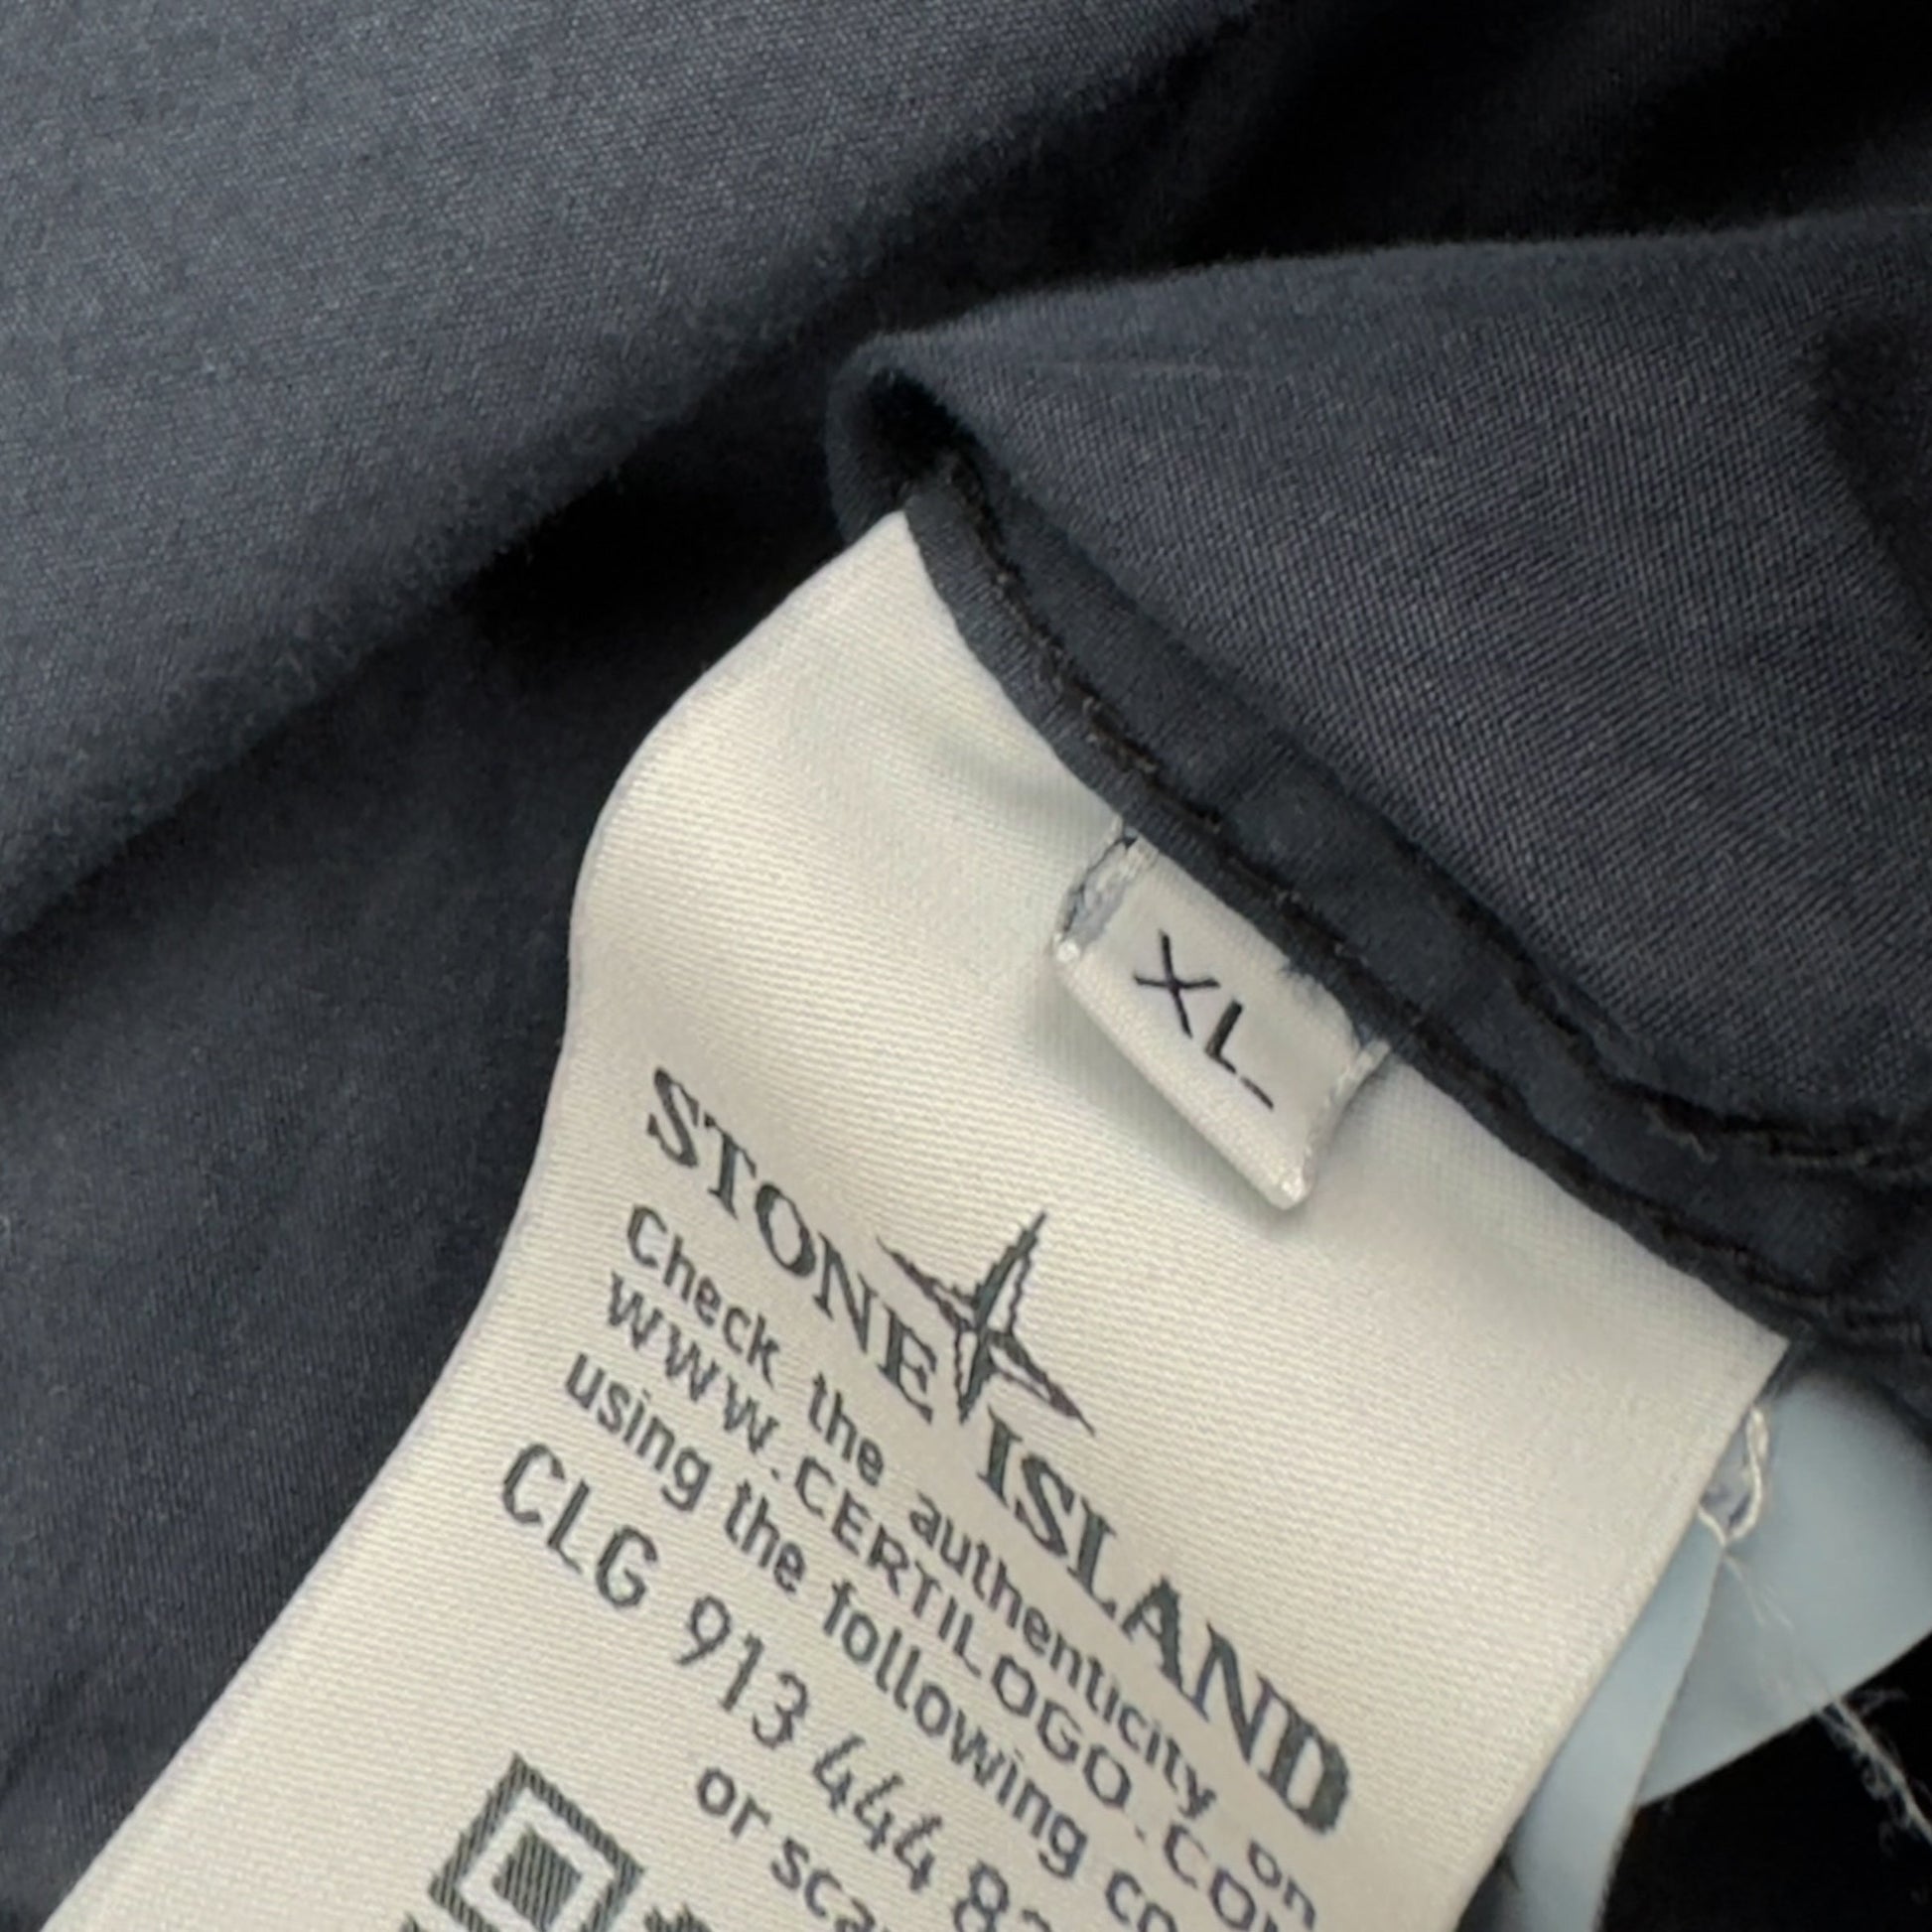 XL
STONE ISLAND
Check the authenticity on
WWW.CERTILOGO.COM
using the following
CLG 913 444
or